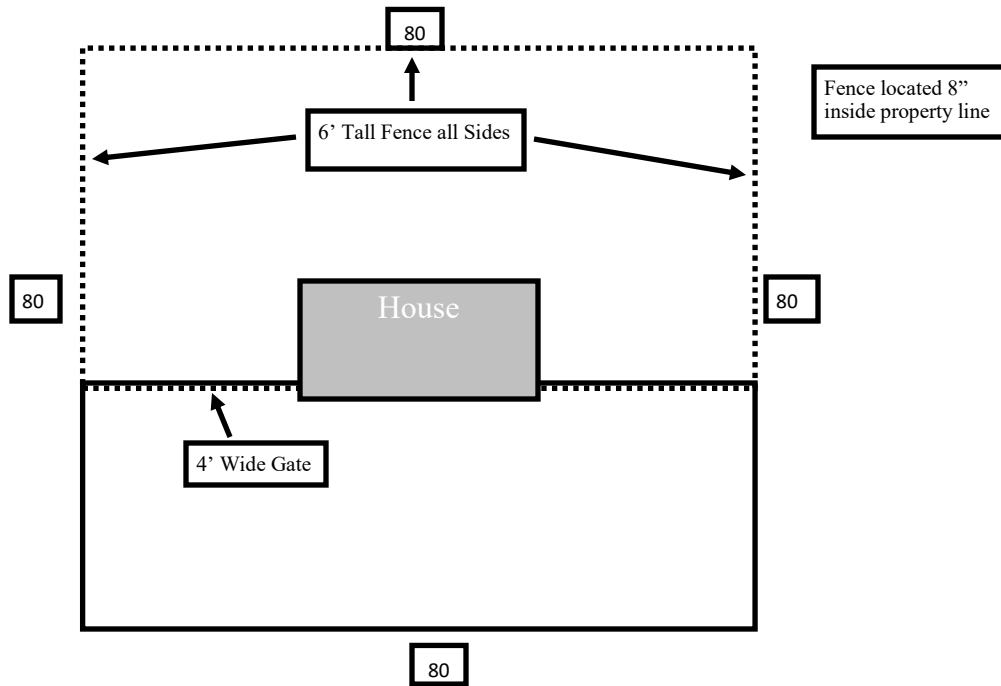 80
Fence located 8”
inside property line
6’ Tall Fence all Sides
80
80
House
4’ Wide Gate
80